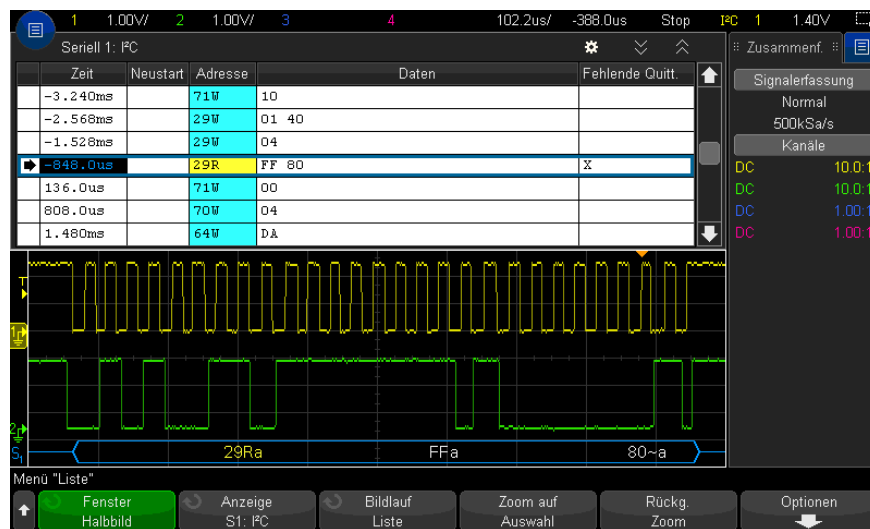 1 1.00V/ 2 1.00V/ 3 4 102.2us/ -388.0us Stop I²C 1 1.40V
Seriell 1: I²C
Zeit Neustart Adresse Daten Fehlende Quitt.
-3.240ms 71W 10
-2.568ms 29W 01 40
-1.528ms 29W 04
-848.0us 29R FF 80 X
136.0us 71W 00
808.0us 70W 04
1.480ms 64W DA
Zusammenf.
Signalerfassung
Normal
500kSa/s
Kanäle
DC 10.0:1
DC 10.0:1
DC 1.00:1
DC 1.00:1
T
1
2
S₁ 29Ra FFa 80~a
Menü "Liste"
Fenster
Halbbild
Anzeige
S1: I²C
Bildlauf
Liste
Zoom auf
Auswahl
Rückg.
Zoom
Optionen